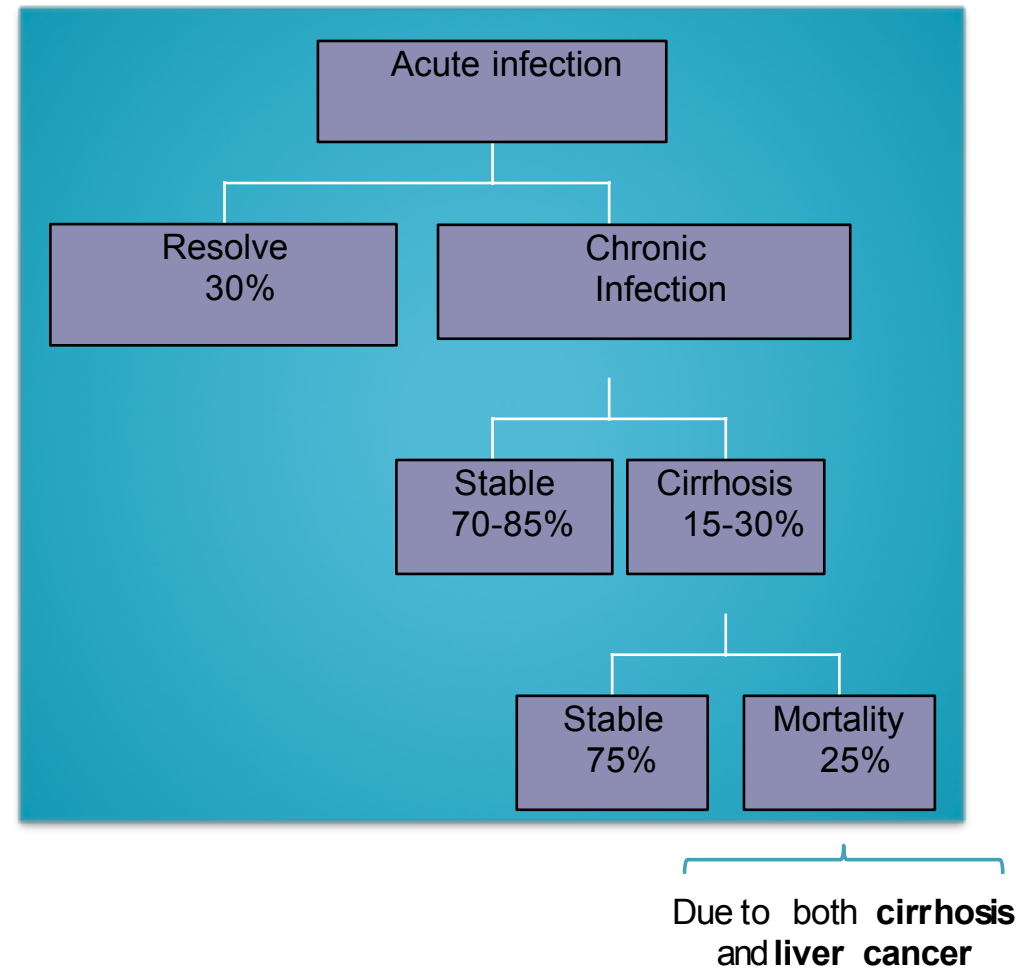 Acute infection
Resolve
30%
Chronic
Infection
Stable
70-85%
Cirrhosis
15-30%
Stable
75%
Mortality
25%
Due to both cirrhosis
and liver cancer